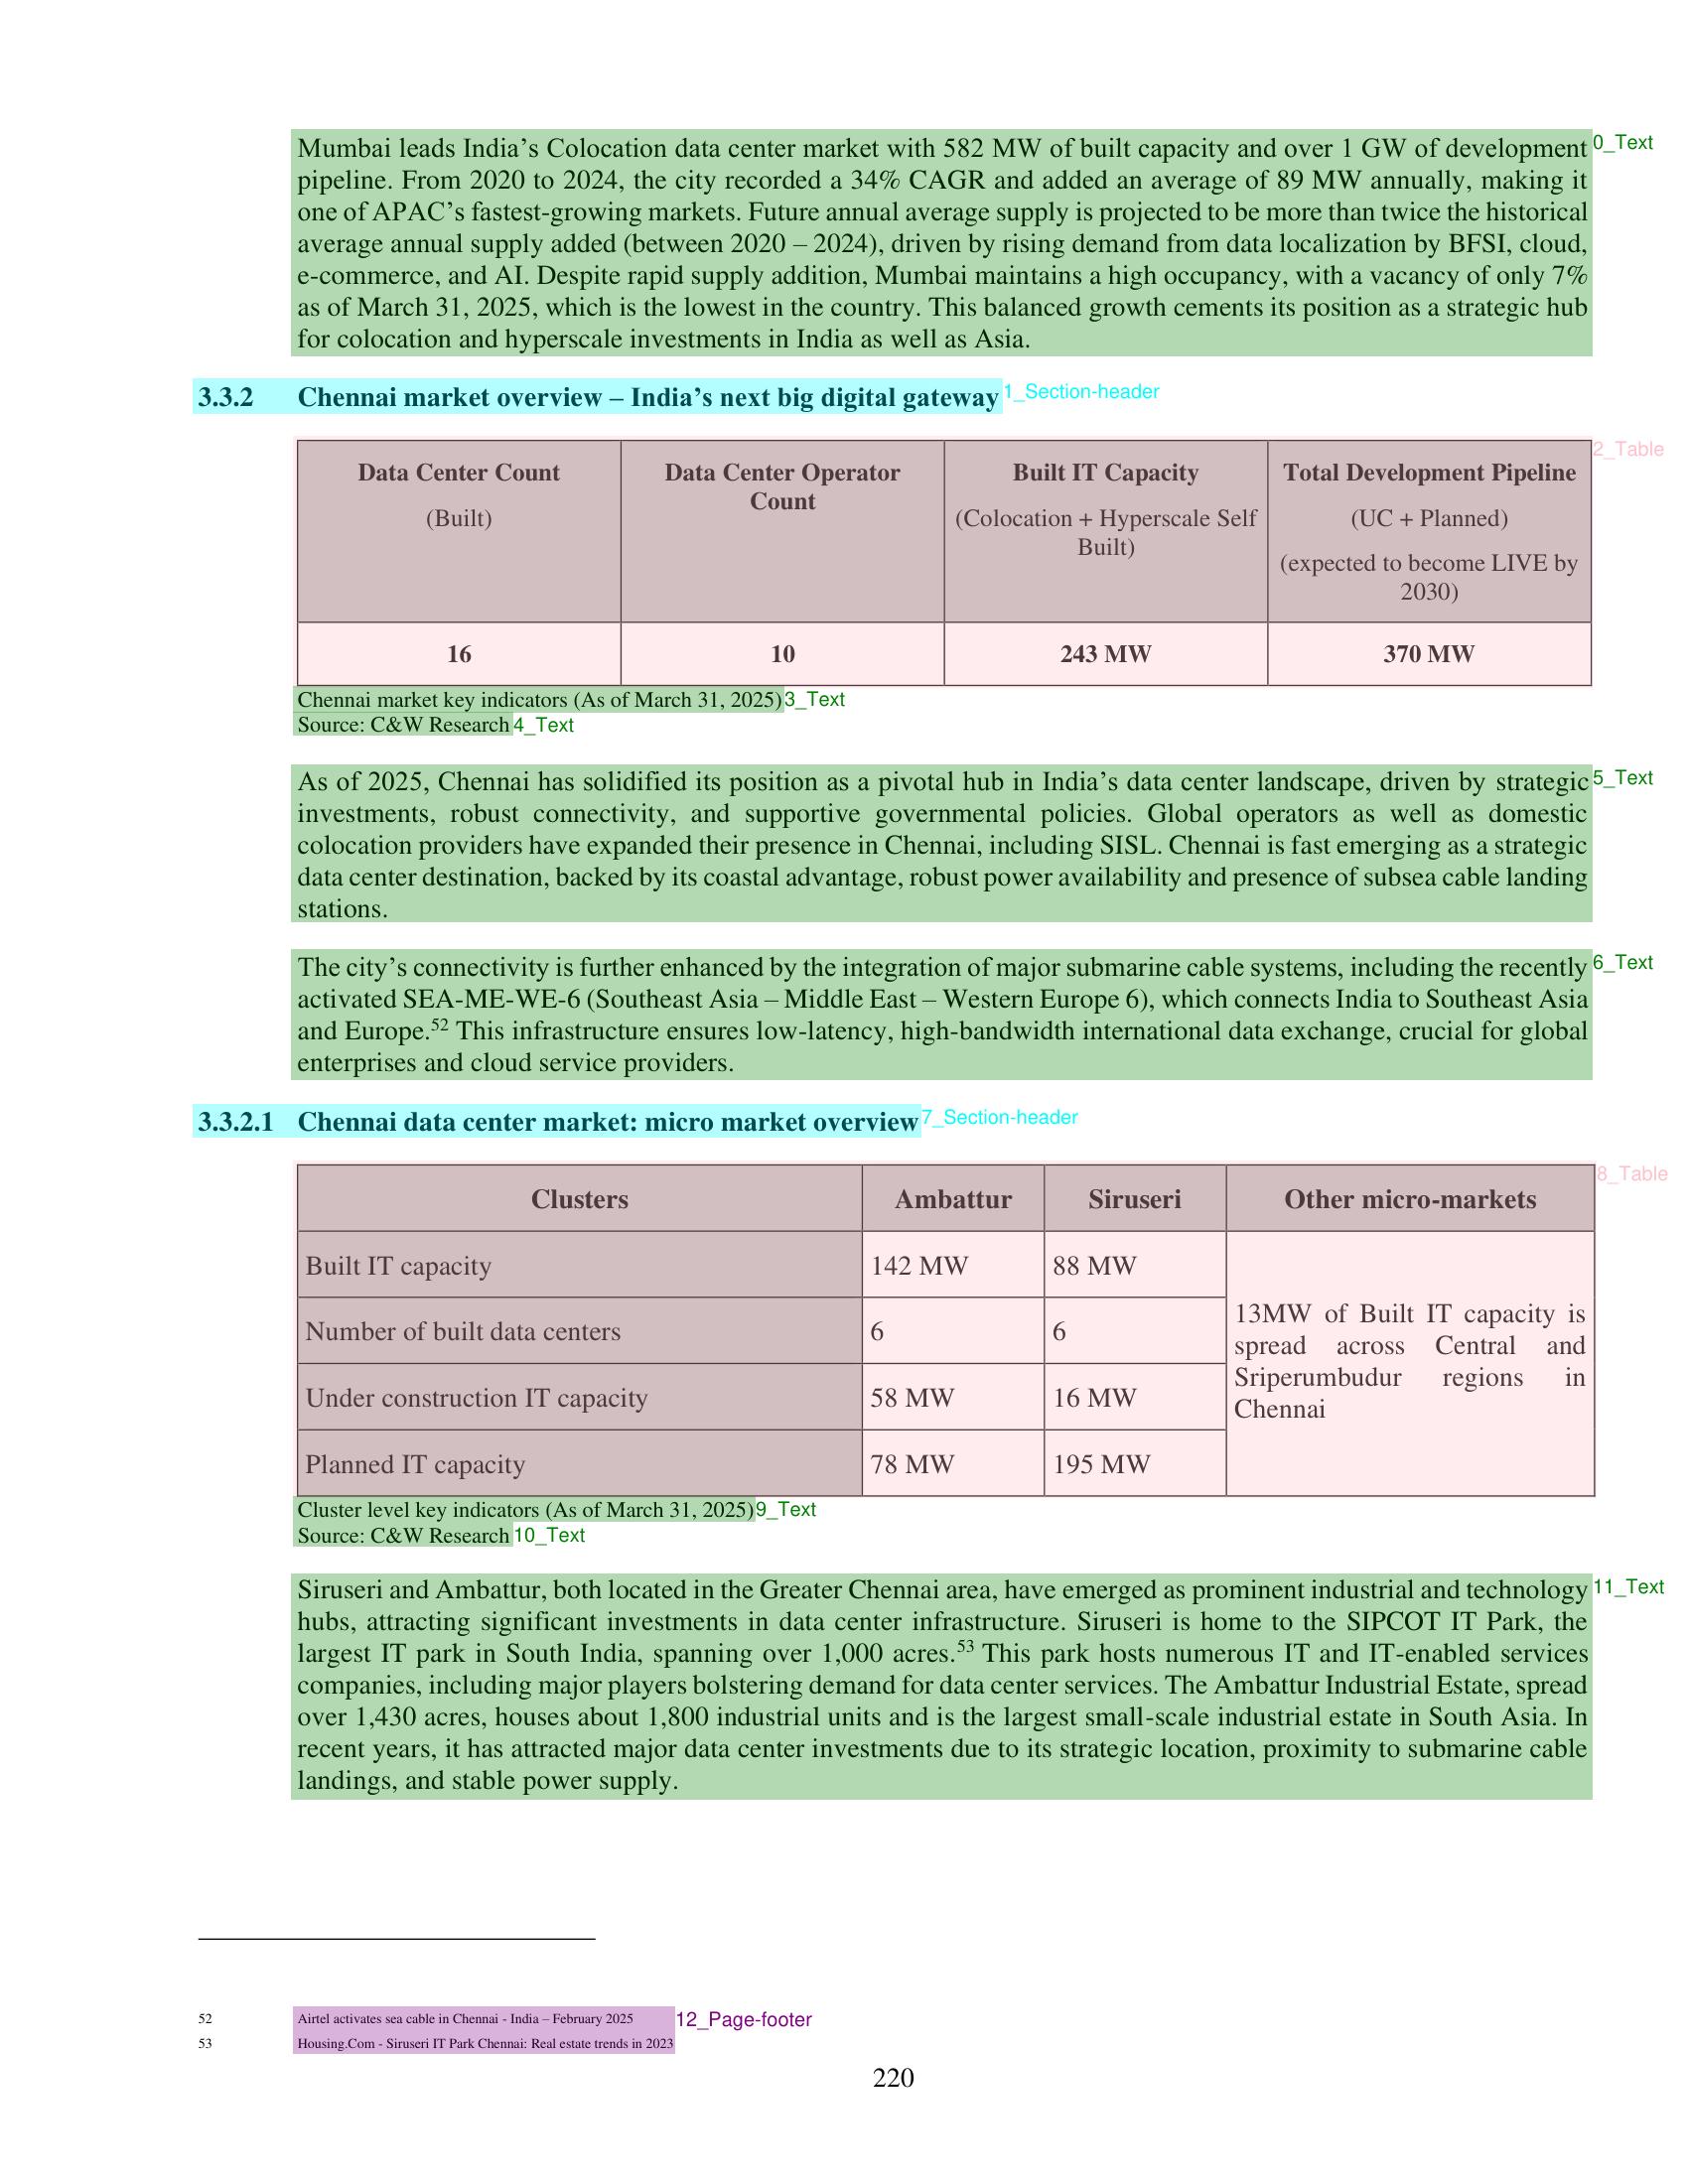 Mumbai leads India’s Colocation data center market with 582 MW of built capacity and over 1 GW of development
0_Text
pipeline. From 2020 to 2024, the city recorded a 34% CAGR and added an average of 89 MW annually, making it
one of APAC’s fastest-growing markets. Future annual average supply is projected to be more than twice the historical
average annual supply added (between 2020 – 2024), driven by rising demand from data localization by BFSI, cloud,
e-commerce, and AI. Despite rapid supply addition, Mumbai maintains a high occupancy, with a vacancy of only 7%
as of March 31, 2025, which is the lowest in the country. This balanced growth cements its position as a strategic hub
for colocation and hyperscale investments in India as well as Asia.
3.3.2 Chennai market overview – India’s next big digital gateway
1_Section-header
2_Table
Data Center Count
(Built)
Data Center Operator
Count
Built IT Capacity
(Colocation + Hyperscale Self
Built)
Total Development Pipeline
(UC + Planned)
(expected to become LIVE by
2030)
16
10
243 MW
370 MW
Chennai market key indicators (As of March 31, 2025)
3_Text
Source: C&W Research
4_Text
As of 2025, Chennai has solidified its position as a pivotal hub in India’s data center landscape, driven by strategic
5_Text
investments, robust connectivity, and supportive governmental policies. Global operators as well as domestic
colocation providers have expanded their presence in Chennai, including SISL. Chennai is fast emerging as a strategic
data center destination, backed by its coastal advantage, robust power availability and presence of subsea cable landing
stations.
The city’s connectivity is further enhanced by the integration of major submarine cable systems, including the recently
6_Text
activated SEA-ME-WE-6 (Southeast Asia – Middle East – Western Europe 6), which connects India to Southeast Asia
and Europe.52 This infrastructure ensures low-latency, high-bandwidth international data exchange, crucial for global
enterprises and cloud service providers.
3.3.2.1 Chennai data center market: micro market overview
7_Section-header
8_Table
Clusters
Ambattur
Siruseri
Other micro-markets
Built IT capacity
142 MW
88 MW
13MW of Built IT capacity is
spread across Central and
Sriperumbudur regions in
Chennai
Number of built data centers
6
6
Under construction IT capacity
58 MW
16 MW
Planned IT capacity
78 MW
195 MW
Cluster level key indicators (As of March 31, 2025)
9_Text
Source: C&W Research
10_Text
Siruseri and Ambattur, both located in the Greater Chennai area, have emerged as prominent industrial and technology
11_Text
hubs, attracting significant investments in data center infrastructure. Siruseri is home to the SIPCOT IT Park, the
largest IT park in South India, spanning over 1,000 acres.53 This park hosts numerous IT and IT-enabled services
companies, including major players bolstering demand for data center services. The Ambattur Industrial Estate, spread
over 1,430 acres, houses about 1,800 industrial units and is the largest small-scale industrial estate in South Asia. In
recent years, it has attracted major data center investments due to its strategic location, proximity to submarine cable
landings, and stable power supply.
52 Airtel activates sea cable in Chennai - India – February 2025
12_Page-footer
53 Housing.Com - Siruseri IT Park Chennai: Real estate trends in 2023
220